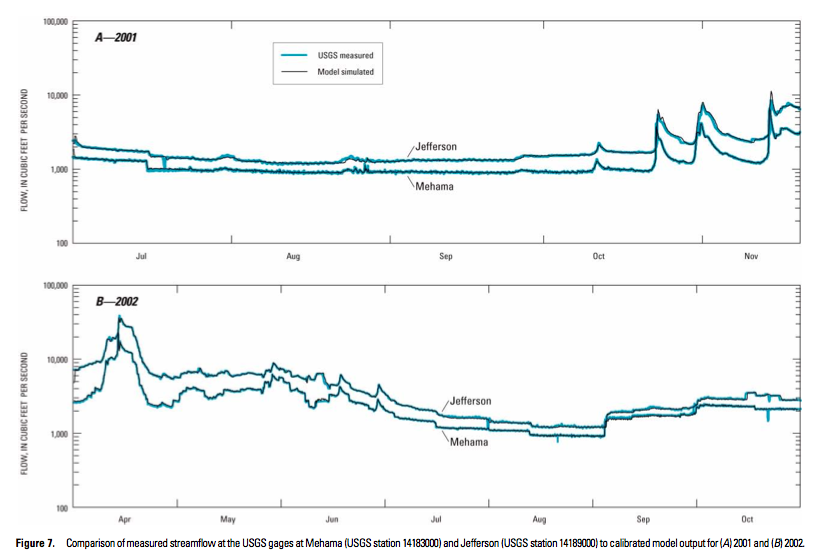 100,000
A—2001
USGS measured
Model simulated
10,000
FLOW, IN CUBIC FEET PER SECOND
Jefferson
1,000
Mehama
100
Jul Aug Sep Oct Nov
100,000
B—2002
10,000
FLOW, IN CUBIC FEET PER SECOND
Jefferson
1,000
Mehama
100
Apr May Jun Jul Aug Sep Oct
Figure 7. Comparison of measured streamflow at the USGS gages at Mehama (USGS station 14183000) and Jefferson (USGS station 14189000) to calibrated model output for (A) 2001 and (B) 2002.